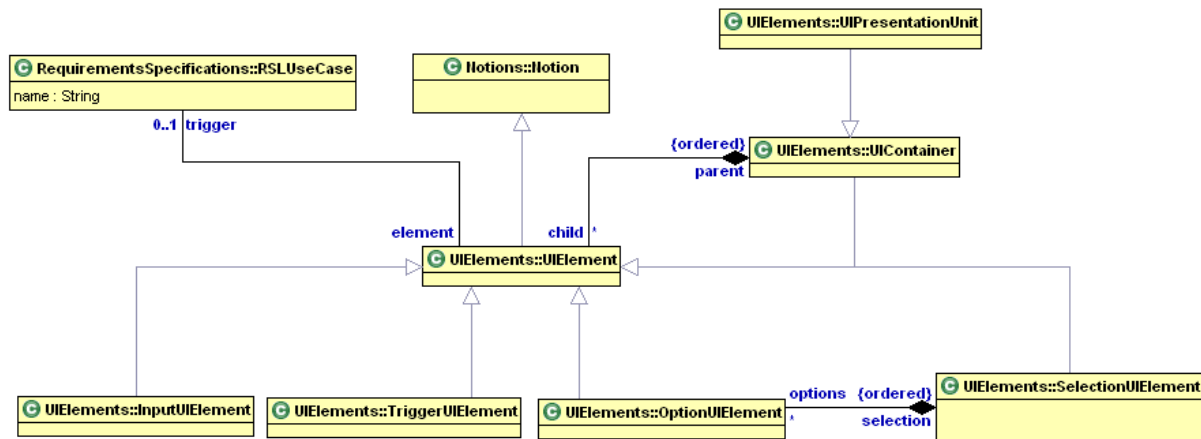 UIElements::UIPresentationUnit
RequirementsSpecifications::RSLUseCase
name : String
Notions::Notion
0..1 trigger
{ordered}
UIElements::UIContainer
parent
element
child *
UIElements::UIElement
UIElements::InputUIElement
UIElements::TriggerUIElement
UIElements::OptionUIElement
options {ordered}
* selection
UIElements::SelectionUIElement